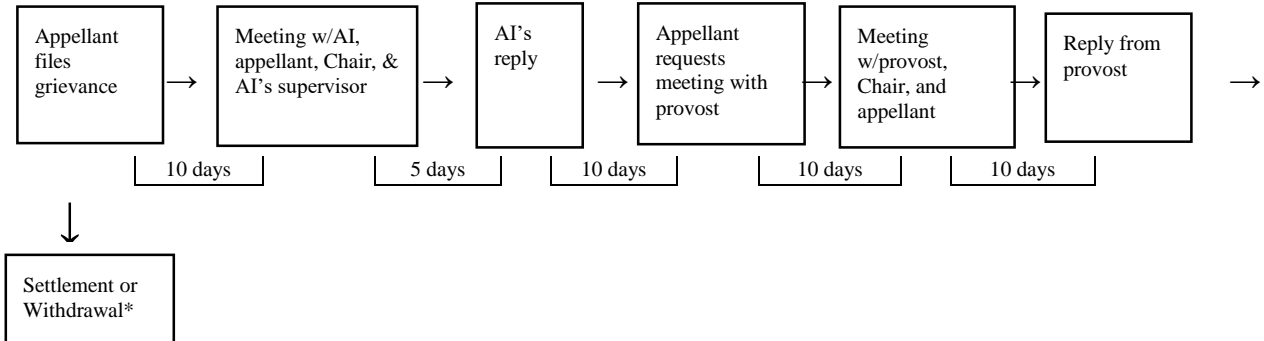 Appellant
files
grievance
Meeting w/AI,
appellant, Chair, &
AI’s supervisor
AI’s
reply
Appellant
requests
meeting with
provost
Meeting
w/provost,
Chair, and
appellant
Reply from
provost
10 days
5 days
10 days
10 days
10 days
Settlement or
Withdrawal*